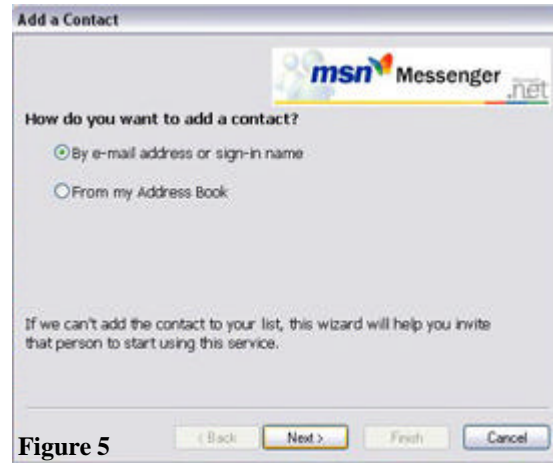 Add a Contact
msn Messenger
.net
How do you want to add a contact?
By e-mail address or sign-in name
From my Address Book
If we can't add the contact to your list, this wizard will help you invite
that person to start using this service.
Figure 5
< Back Next > Finish Cancel